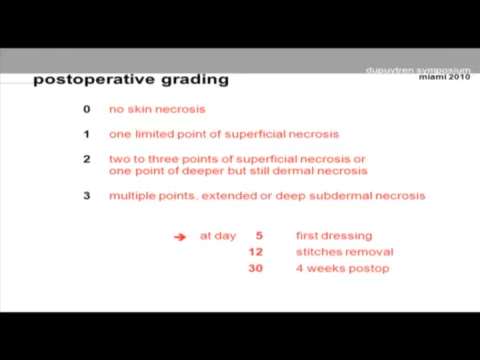 dupuytren symposium
miami 2010
postoperative grading
0 no skin necrosis
1 one limited point of superficial necrosis
2 two to three points of superficial necrosis or
one point of deeper but still dermal necrosis
3 multiple points, extended or deep subdermal necrosis
➔ at day 5 first dressing
12 stitches removal
30 4 weeks postop